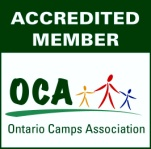 ACCREDITED
MEMBER
OCA
Ontario Camps Association